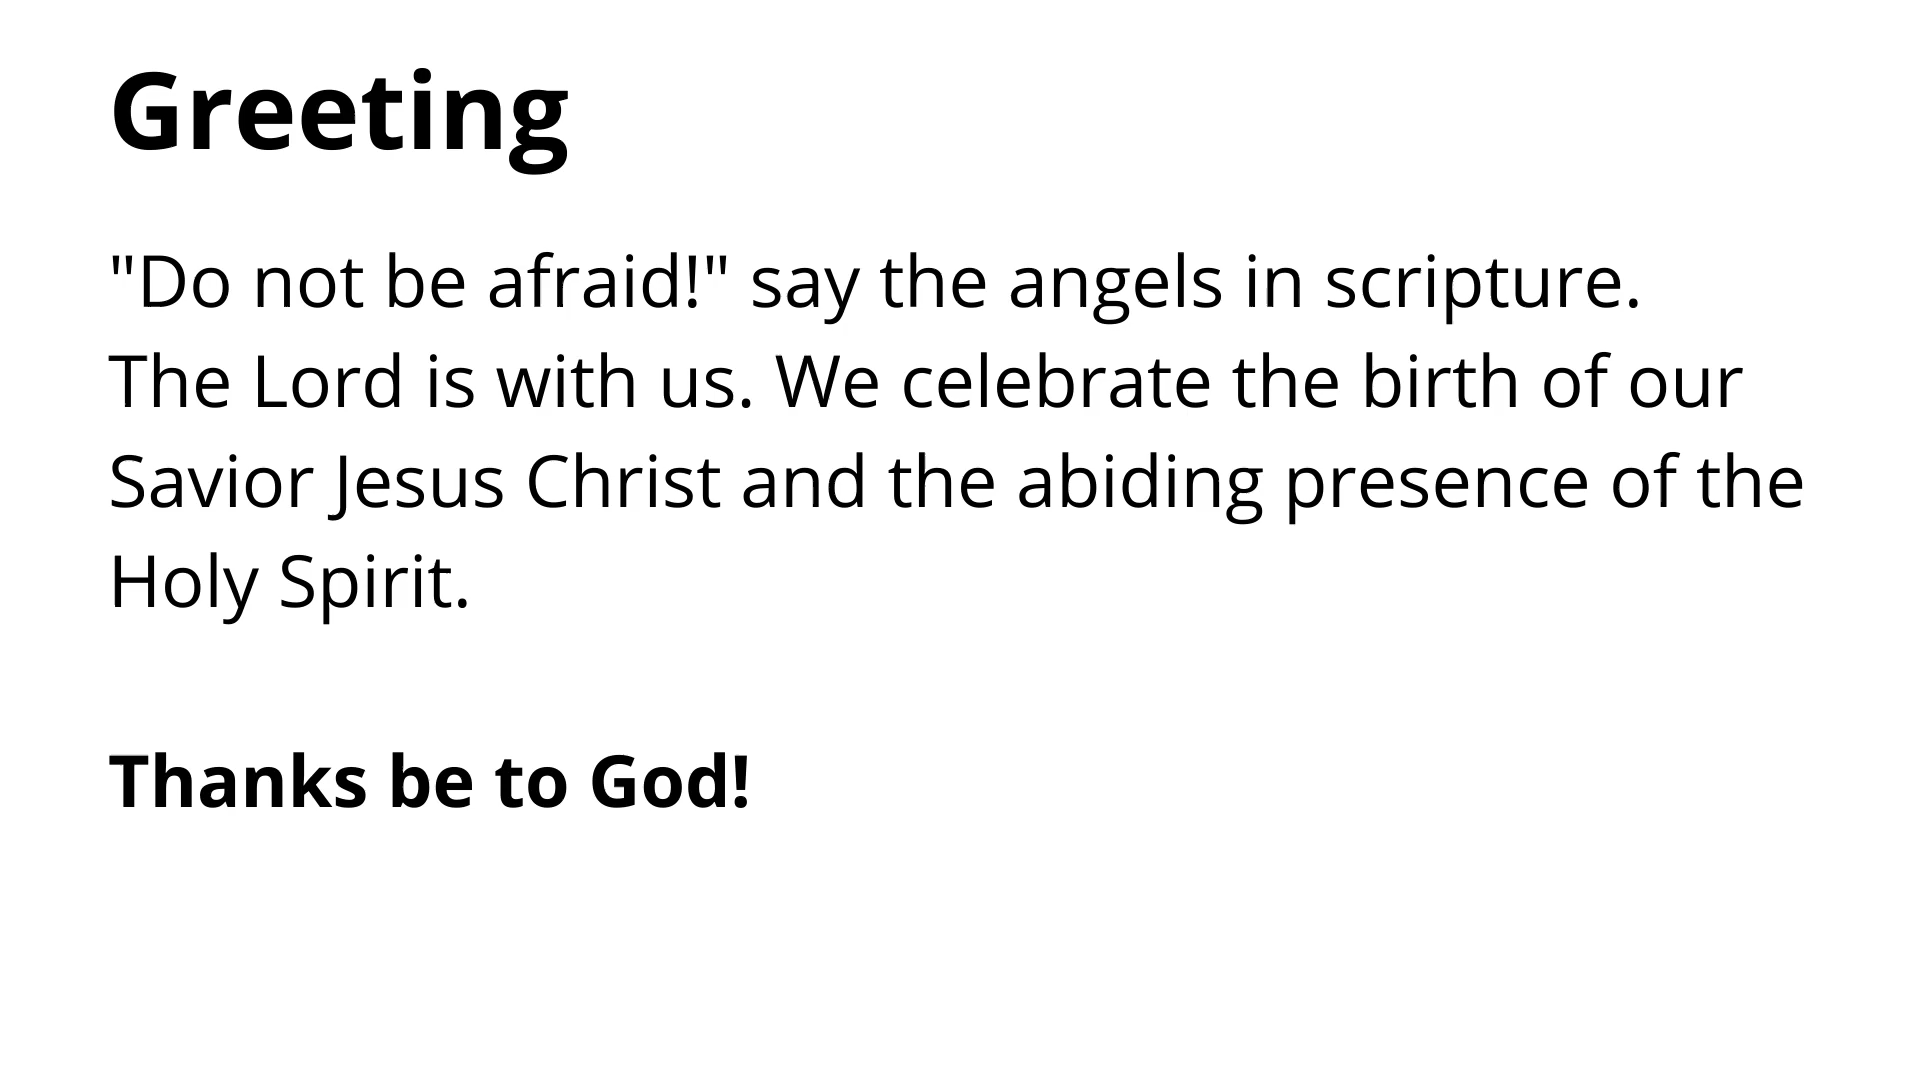 Greeting
"Do not be afraid!" say the angels in scripture.
The Lord is with us. We celebrate the birth of our
Savior Jesus Christ and the abiding presence of the
Holy Spirit.
Thanks be to God!